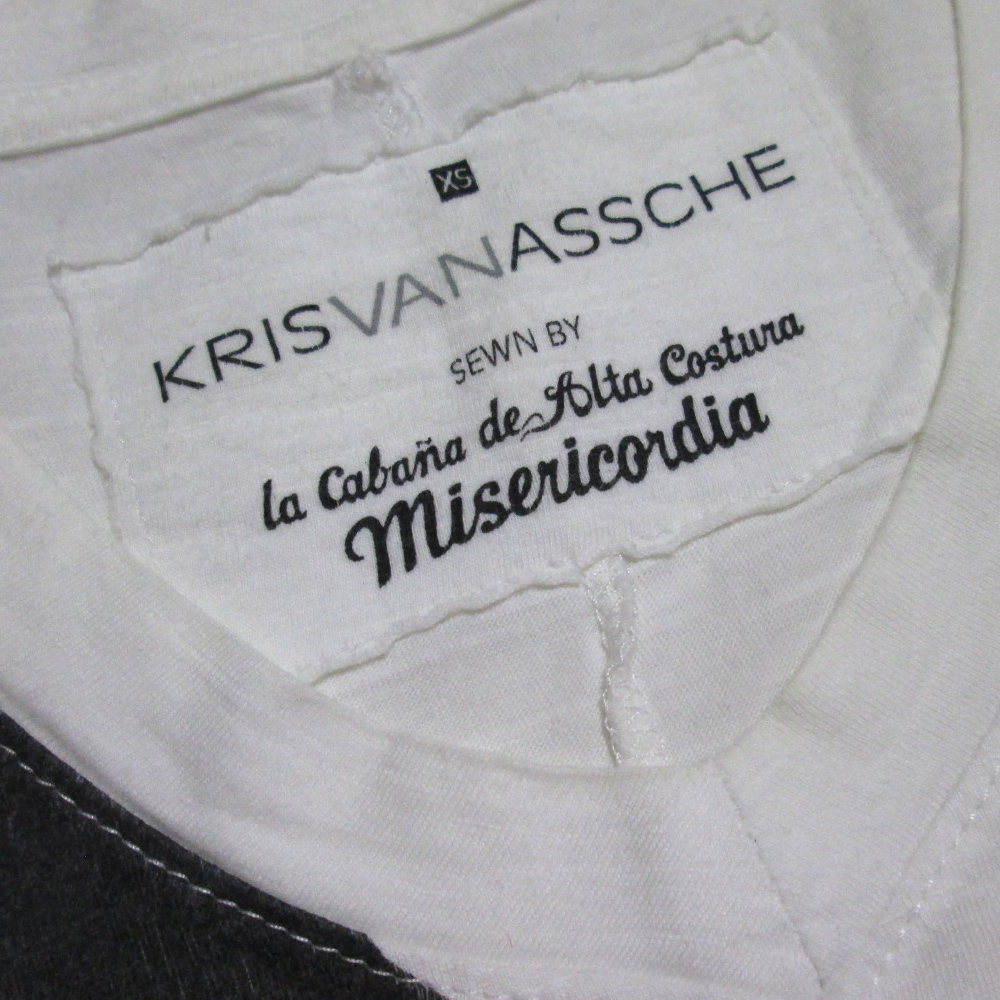 XS
KRISVANASSCHE
SEWN BY
la Cabaña de Alta Costura
Misericordia